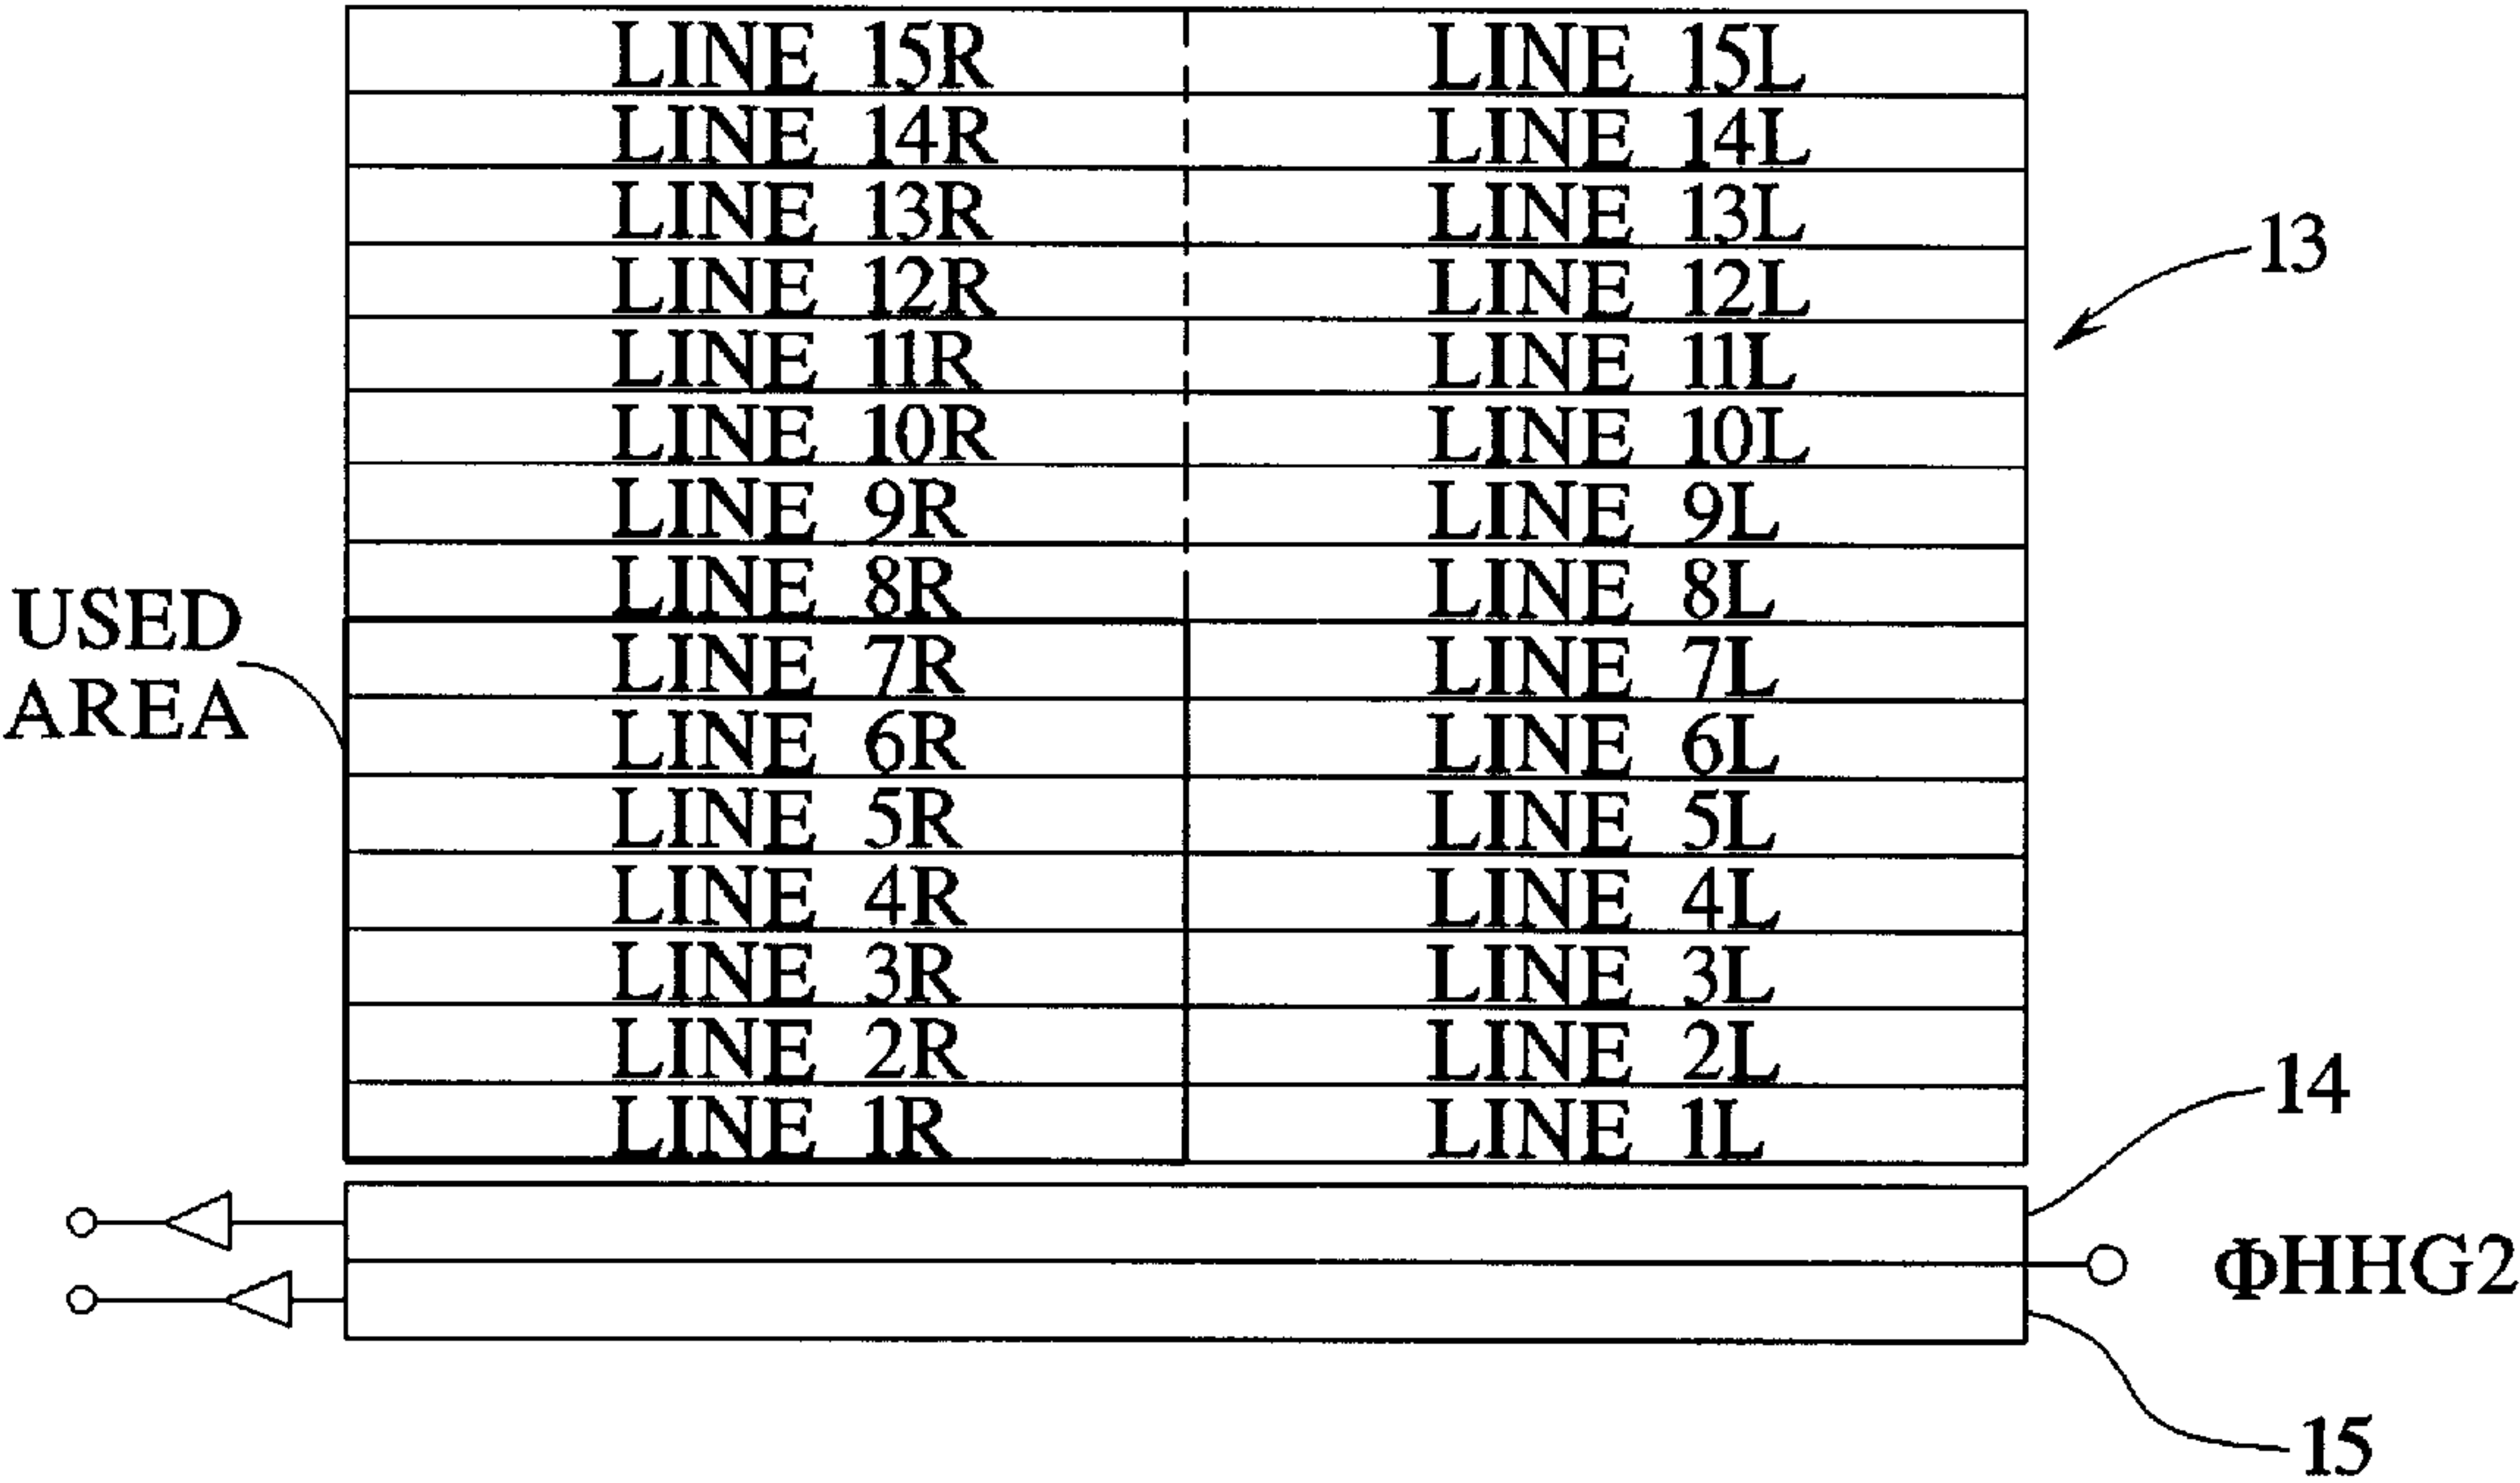 LINE 15R LINE 15L
LINE 14R LINE 14L
LINE 13R LINE 13L
13
LINE 12R LINE 12L
LINE 11R LINE 11L
LINE 10R LINE 10L
LINE 9R LINE 9L
LINE 8R LINE 8L
USED
AREA
LINE 7R LINE 7L
LINE 6R LINE 6L
LINE 5R LINE 5L
LINE 4R LINE 4L
LINE 3R LINE 3L
LINE 2R LINE 2L
14
LINE 1R LINE 1L
ΦHHG2
15